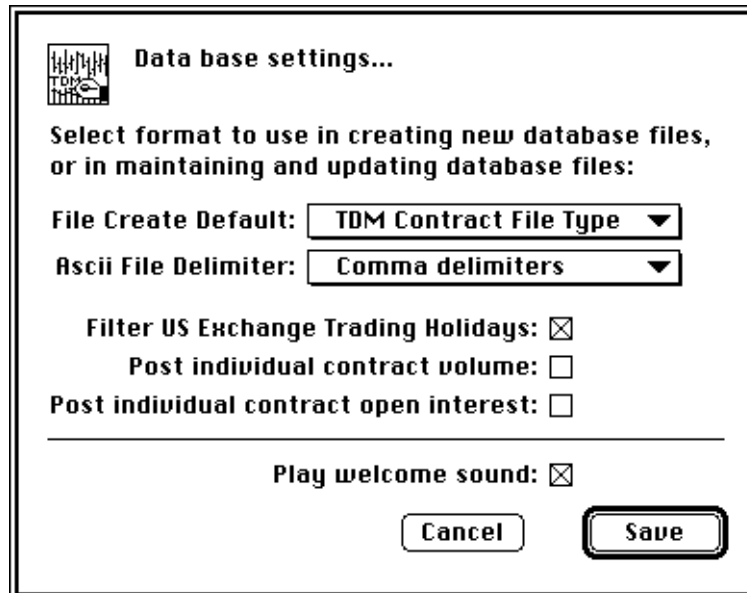 Data base settings...
TDM
Select format to use in creating new database files,
or in maintaining and updating database files:
File Create Default: TDM Contract File Type
Ascii File Delimiter: Comma delimiters
Filter US Exchange Trading Holidays:
Post individual contract volume:
Post individual contract open interest:
Play welcome sound:
Cancel Save